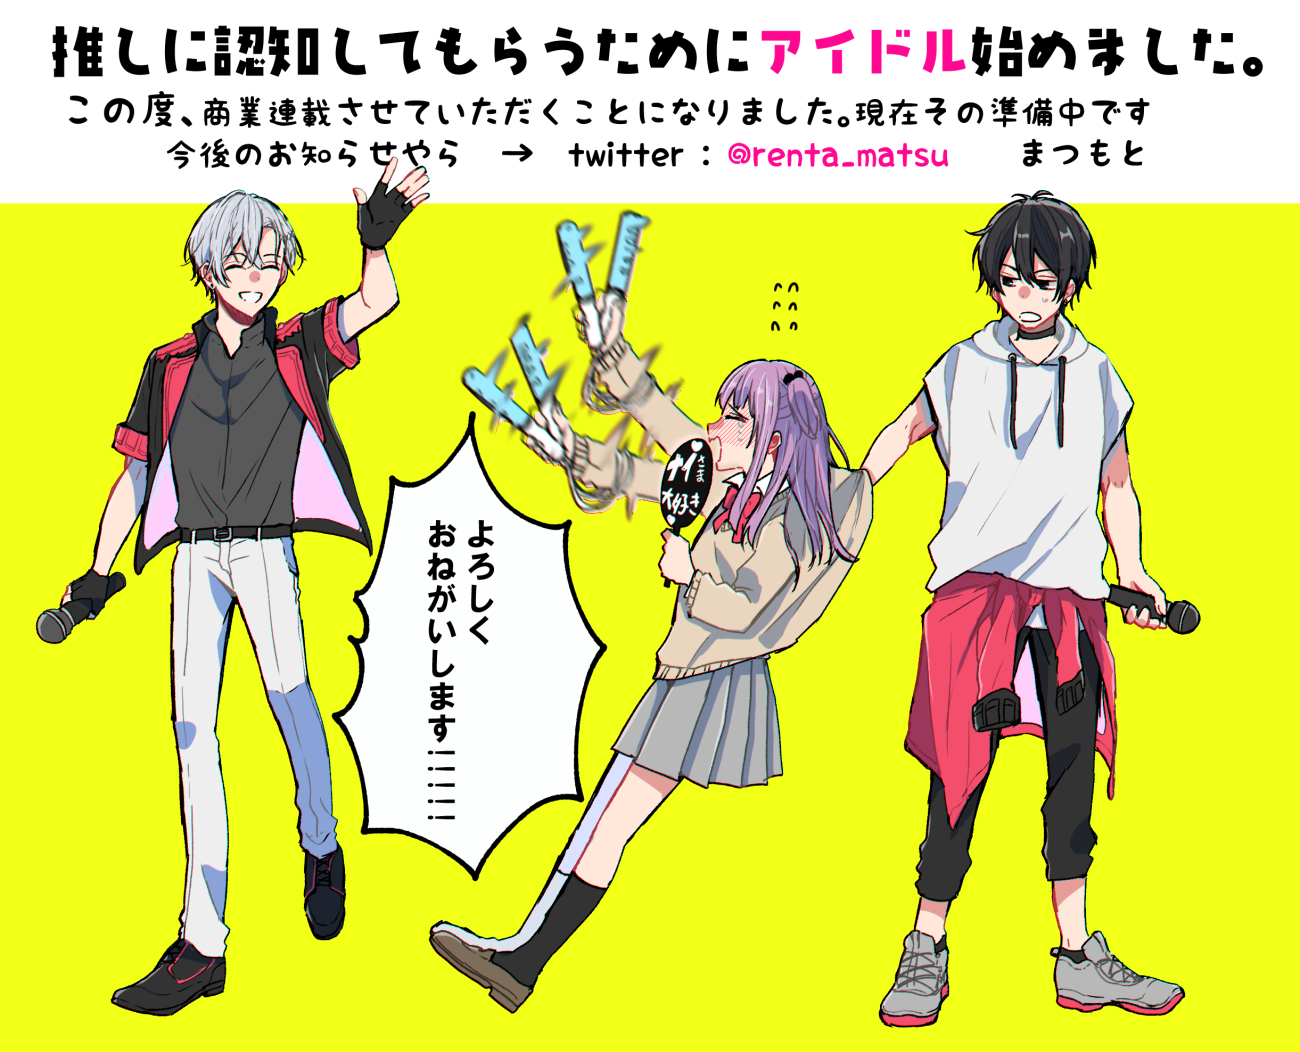 推しに認知してもらうためにアイドル始めました。
この度、商業連載させていただくことになりました。現在その準備中です
今後のお知らせやら → twitter : @renta_matsu まつもと
ナイさま
大好き
よろしく
おねがいします!!!!!